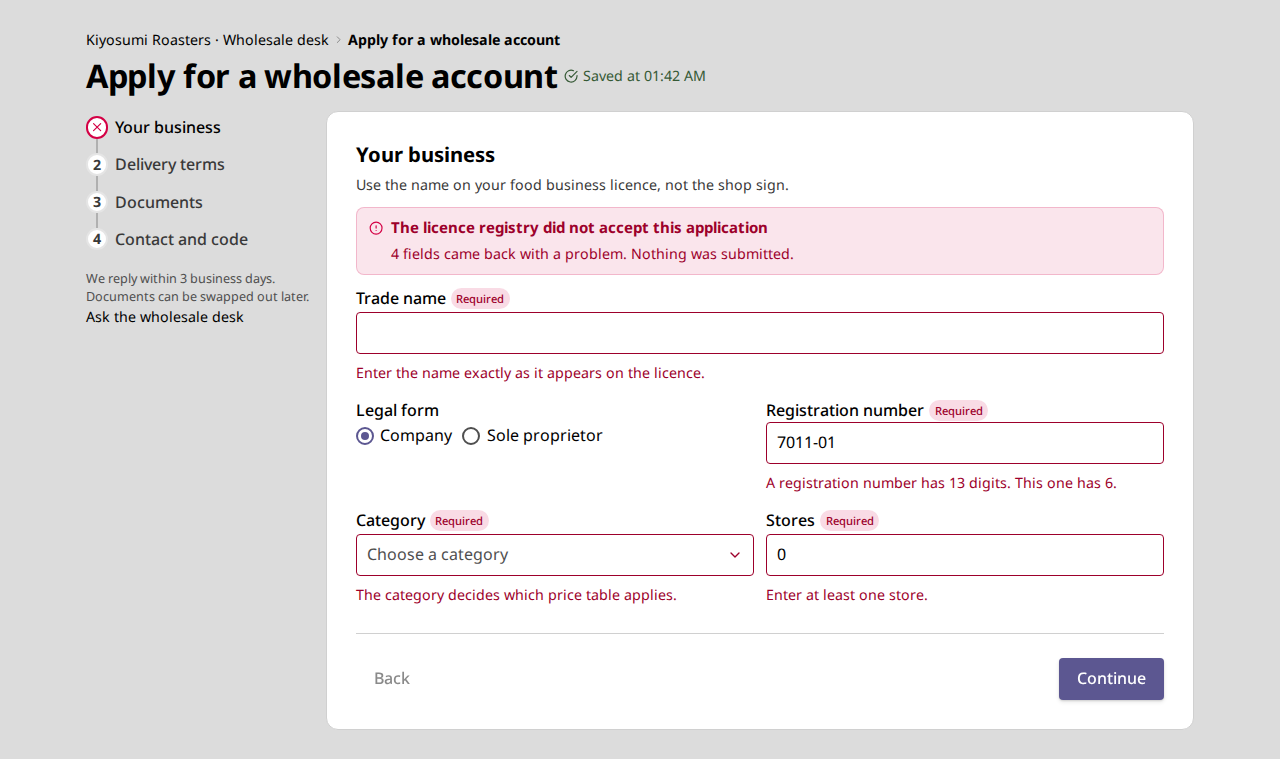 Kiyosumi Roasters · Wholesale desk › Apply for a wholesale account
Apply for a wholesale account
Saved at 01:42 AM
Your business
2 Delivery terms
3 Documents
4 Contact and code
We reply within 3 business days.
Documents can be swapped out later.
Ask the wholesale desk
Your business
Use the name on your food business licence, not the shop sign.
The licence registry did not accept this application
4 fields came back with a problem. Nothing was submitted.
Trade name Required
Enter the name exactly as it appears on the licence.
Legal form
Company Sole proprietor
Registration number Required
7011-01
A registration number has 13 digits. This one has 6.
Category Required
Choose a category
The category decides which price table applies.
Stores Required
0
Enter at least one store.
Back
Continue